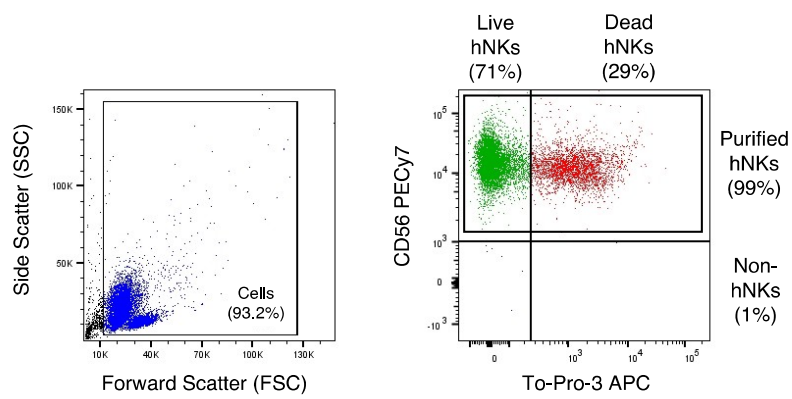 Side Scatter (SSC)
150K
100K
50K
Cells
(93.2%)
10K 40K 70K 100K 130K
Forward Scatter (FSC)
Live
hNKs
(71%)
Dead
hNKs
(29%)
CD56 PECy7
10^5
10^4
10^3
0
-10^3
0 10^3 10^4 10^5
To-Pro-3 APC
Purified
hNKs
(99%)
Non-
hNKs
(1%)